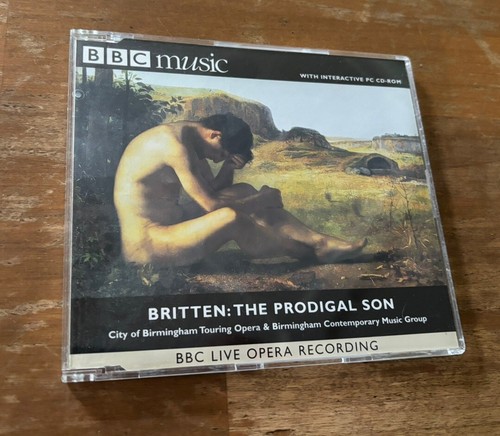 BBC music
WITH INTERACTIVE PC CD-ROM
BRITTEN: THE PRODIGAL SON
City of Birmingham Touring Opera & Birmingham Contemporary Music Group
BBC LIVE OPERA RECORDING